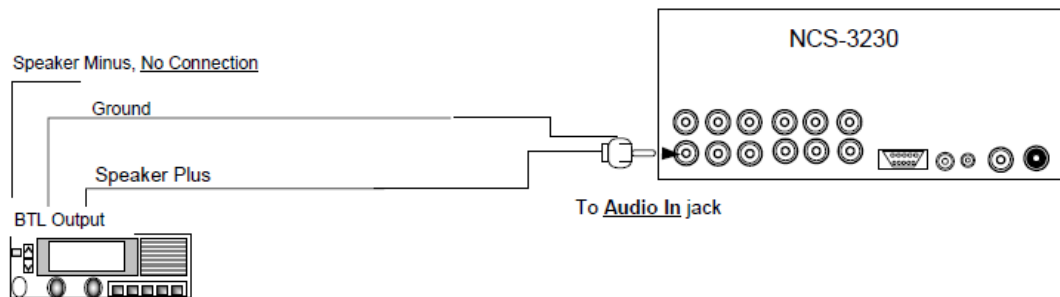 NCS-3230
Speaker Minus, No Connection
Ground
Speaker Plus
To Audio In jack
BTL Output